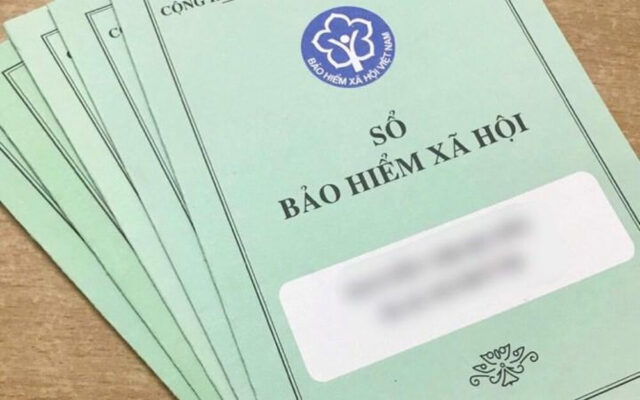 CỘNG
BẢO HIỂM XÃ HỘI VIỆT NAM
SỔ
BẢO HIỂM XÃ HỘI